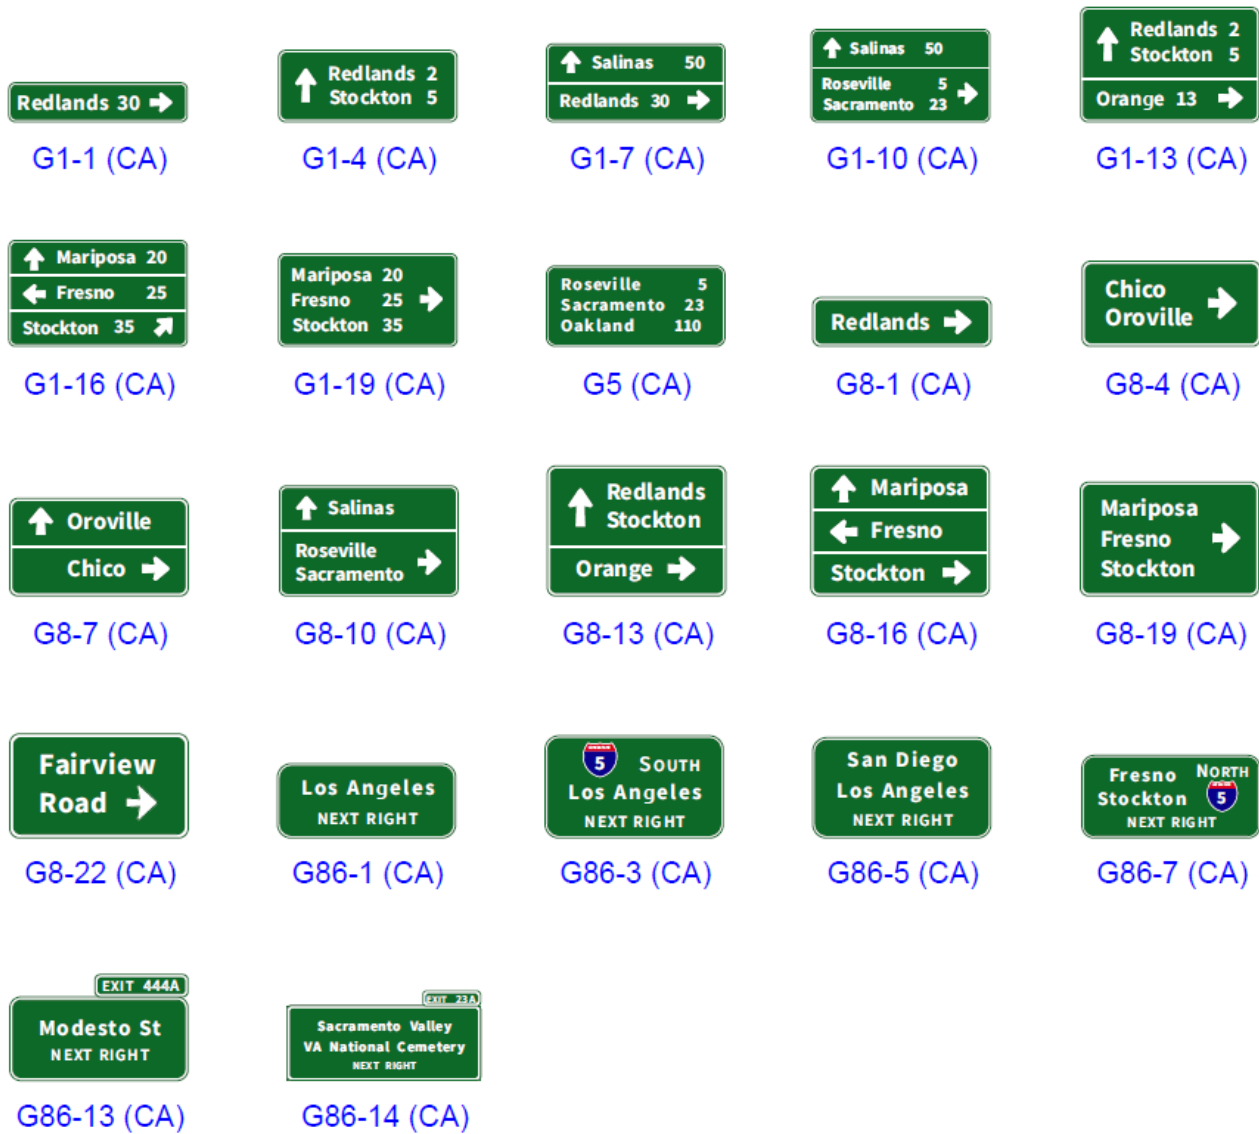 Redlands 30
G1-1 (CA)
Redlands 2
Stockton 5
G1-4 (CA)
Salinas 50
Redlands 30
G1-7 (CA)
Salinas 50
Roseville 5
Sacramento 23
G1-10 (CA)
Redlands 2
Stockton 5
Orange 13
G1-13 (CA)
Mariposa 20
Fresno 25
Stockton 35
G1-16 (CA)
Mariposa 20
Fresno 25
Stockton 35
G1-19 (CA)
Roseville 5
Sacramento 23
Oakland 110
G5 (CA)
Redlands
G8-1 (CA)
Chico
Oroville
G8-4 (CA)
Oroville
Chico
G8-7 (CA)
Salinas
Roseville
Sacramento
G8-10 (CA)
Redlands
Stockton
Orange
G8-13 (CA)
Mariposa
Fresno
Stockton
G8-16 (CA)
Mariposa
Fresno
Stockton
G8-19 (CA)
Fairview
Road
G8-22 (CA)
Los Angeles
NEXT RIGHT
G86-1 (CA)
5 SOUTH
Los Angeles
NEXT RIGHT
G86-3 (CA)
San Diego
Los Angeles
NEXT RIGHT
G86-5 (CA)
Fresno NORTH
Stockton 5
NEXT RIGHT
G86-7 (CA)
EXIT 444A
Modesto St
NEXT RIGHT
G86-13 (CA)
EXIT 23A
Sacramento Valley
VA National Cemetery
NEXT RIGHT
G86-14 (CA)